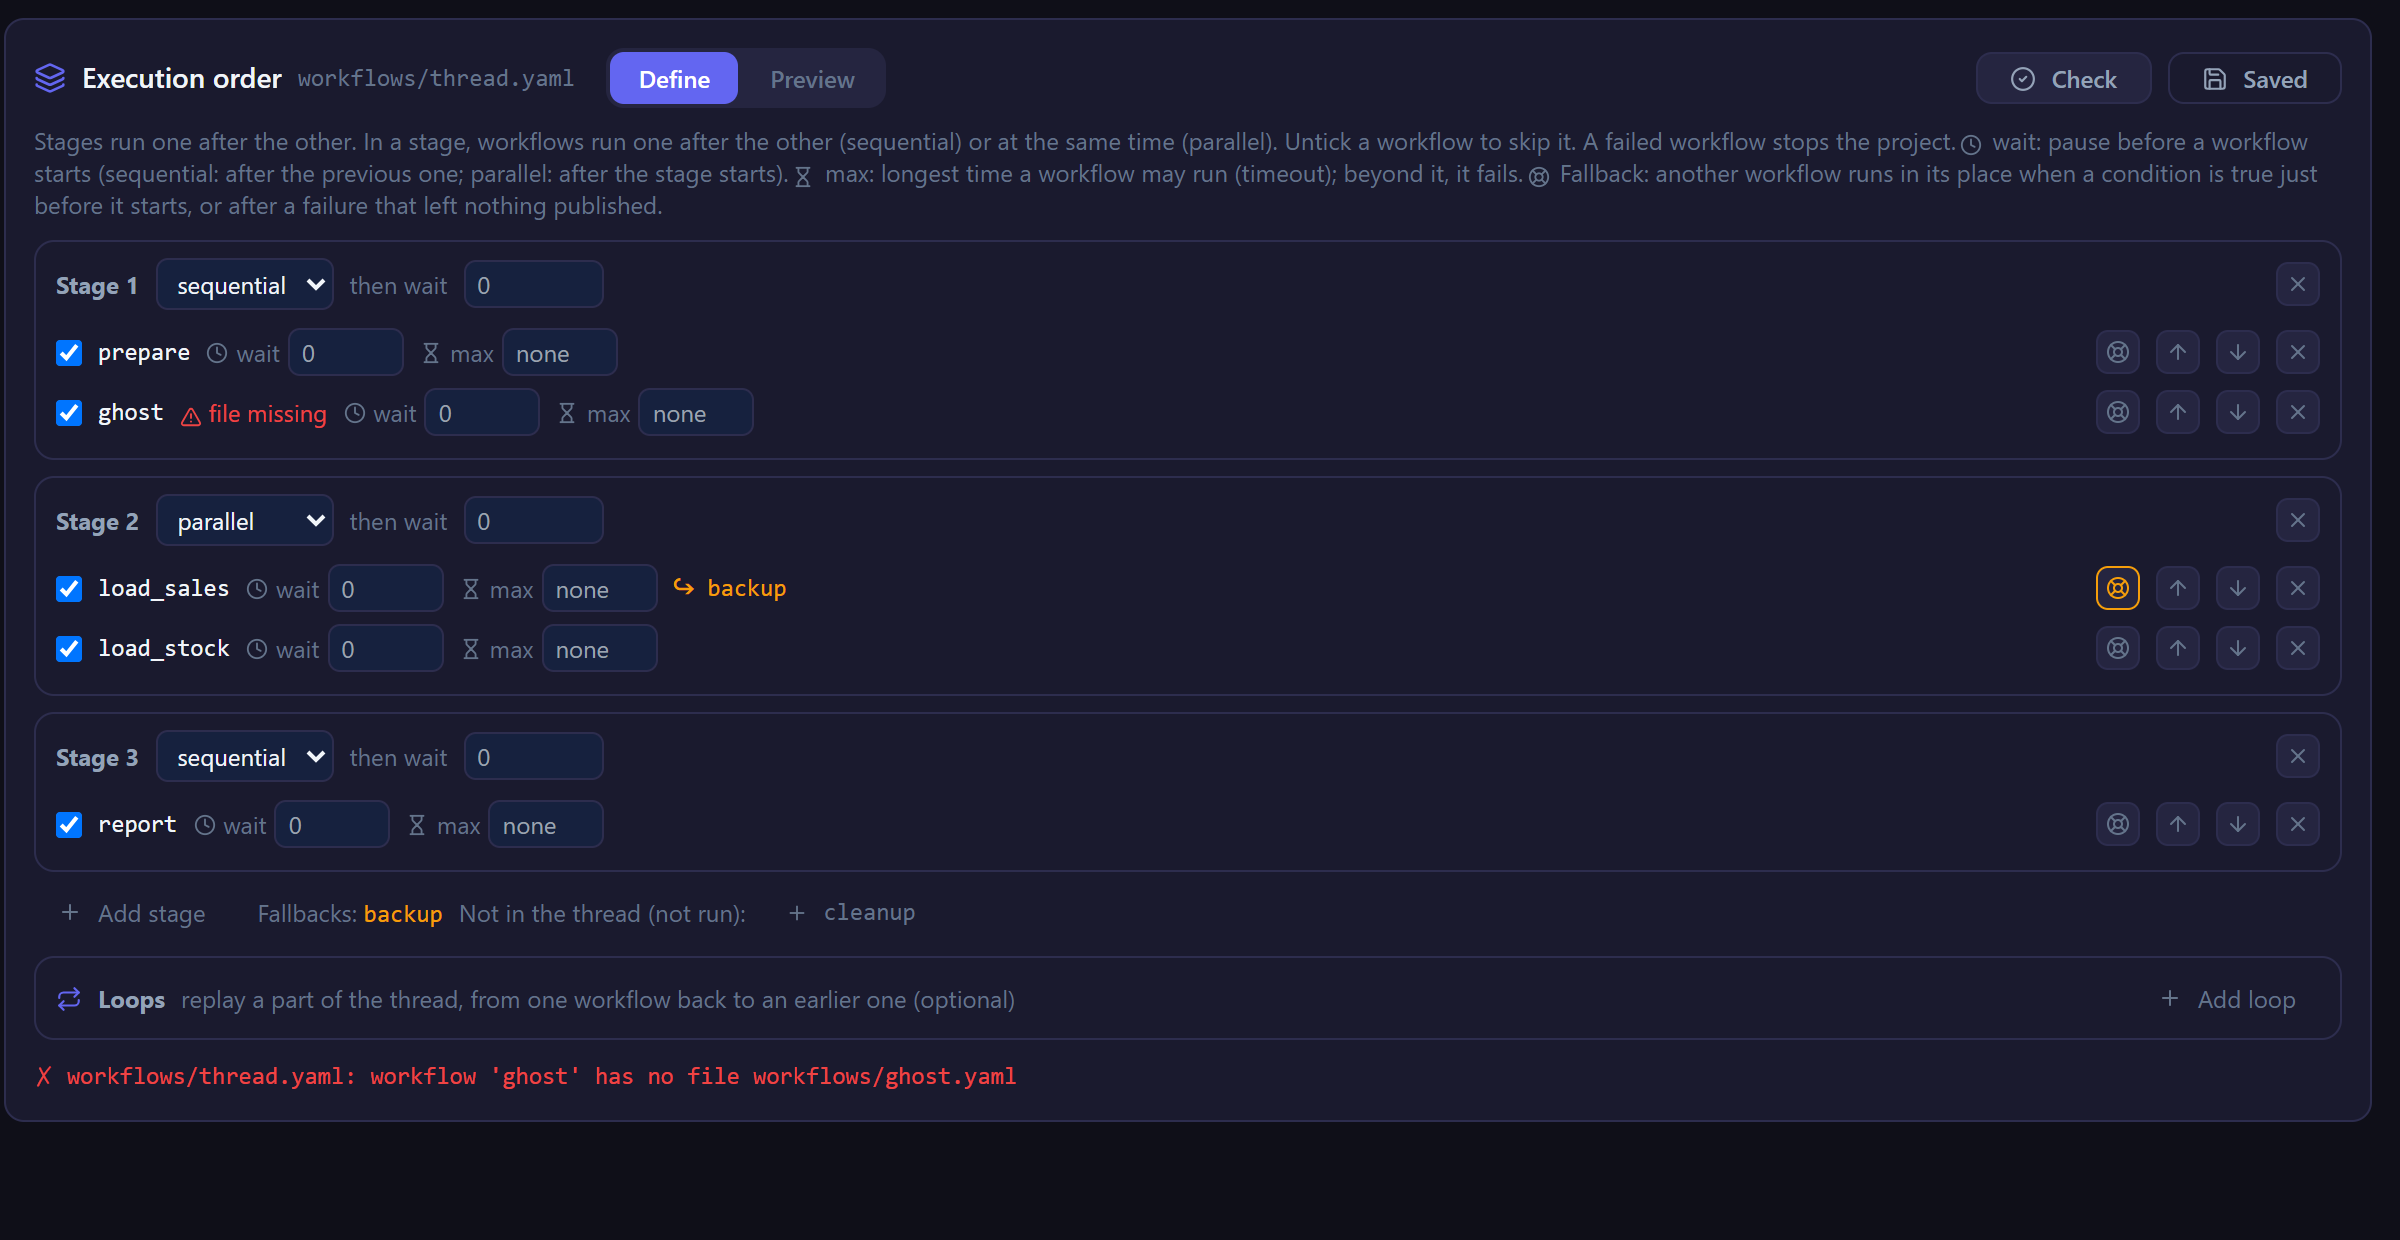 Execution order workflows/thread.yaml Define Preview Check Saved
Stages run one after the other. In a stage, workflows run one after the other (sequential) or at the same time (parallel). Untick a workflow to skip it. A failed workflow stops the project. wait: pause before a workflow
starts (sequential: after the previous one; parallel: after the stage starts). max: longest time a workflow may run (timeout); beyond it, it fails. Fallback: another workflow runs in its place when a condition is true just
before it starts, or after a failure that left nothing published.
Stage 1 sequential then wait 0
prepare wait 0 max none
ghost file missing wait 0 max none
Stage 2 parallel then wait 0
load_sales wait 0 max none ↪ backup
load_stock wait 0 max none
Stage 3 sequential then wait 0
report wait 0 max none
+ Add stage Fallbacks: backup Not in the thread (not run): + cleanup
Loops replay a part of the thread, from one workflow back to an earlier one (optional) + Add loop
✗ workflows/thread.yaml: workflow 'ghost' has no file workflows/ghost.yaml